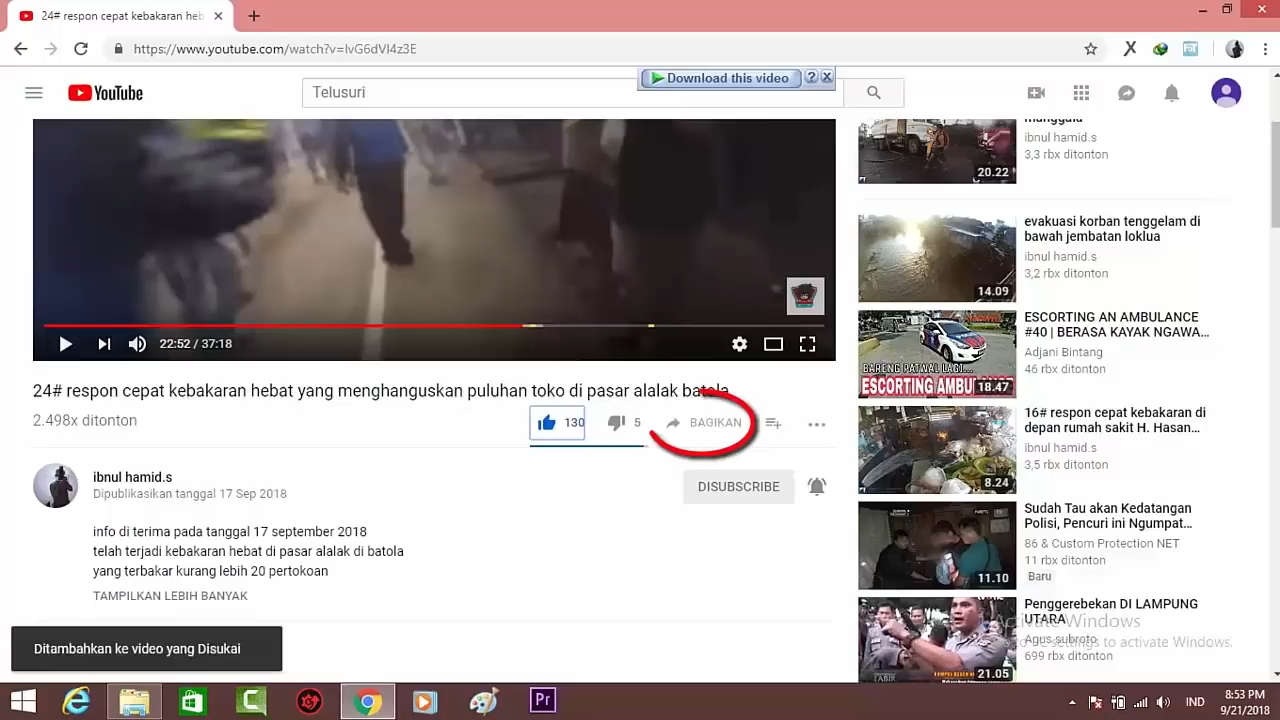 24# respon cepat kebakaran heb
https://www.youtube.com/watch?v=lvG6dVI4z3E
YouTube
Telusuri
Download this video
?
22:52 / 37:18
24# respon cepat kebakaran hebat yang menghanguskan puluhan toko di pasar alalak batola
2.498x ditonton
130
5
BAGIKAN
ibnul hamid.s
Dipublikasikan tanggal 17 Sep 2018
DISUBSCRIBE
info di terima pada tanggal 17 september 2018
telah terjadi kebakaran hebat di pasar alalak di batola
yang terbakar kurang lebih 20 pertokoan
TAMPILKAN LEBIH BANYAK
Ditambahkan ke video yang Disukai
manggala
ibnul hamid.s
3,3 rbx ditonton
20.22
evakuasi korban tenggelam di
bawah jembatan loklua
ibnul hamid.s
3,2 rbx ditonton
14.09
ESCORTING AN AMBULANCE
#40 | BERASA KAYAK NGAWA...
Adjani Bintang
46 rbx ditonton
BARENG PATWAL LAGI...
ESCORTING AMBUL
18.47
16# respon cepat kebakaran di
depan rumah sakit H. Hasan...
ibnul hamid.s
3,5 rbx ditonton
8.24
Sudah Tau akan Kedatangan
Polisi, Pencuri ini Ngumpat...
86 & Custom Protection NET
11 rbx ditonton
Baru
11.10
Penggerebekan DI LAMPUNG
UTARA
Agus subroto
699 rbx ditonton
21.05
Activate Windows
to PC settings to activate Windows.
Pr
IND
8:53 PM
9/21/2018